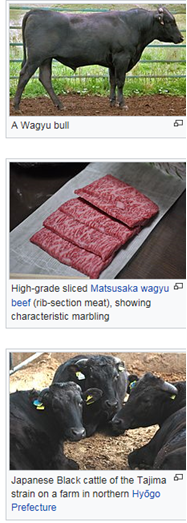 A Wagyu bull
High-grade sliced Matsusaka wagyu
beef (rib-section meat), showing
characteristic marbling
Japanese Black cattle of the Tajima
strain on a farm in northern Hyōgo
Prefecture